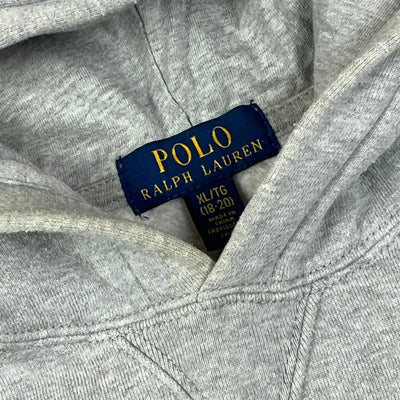 POLO
RALPH LAUREN
XL/TG
(18-20)
MADE IN
CHINA